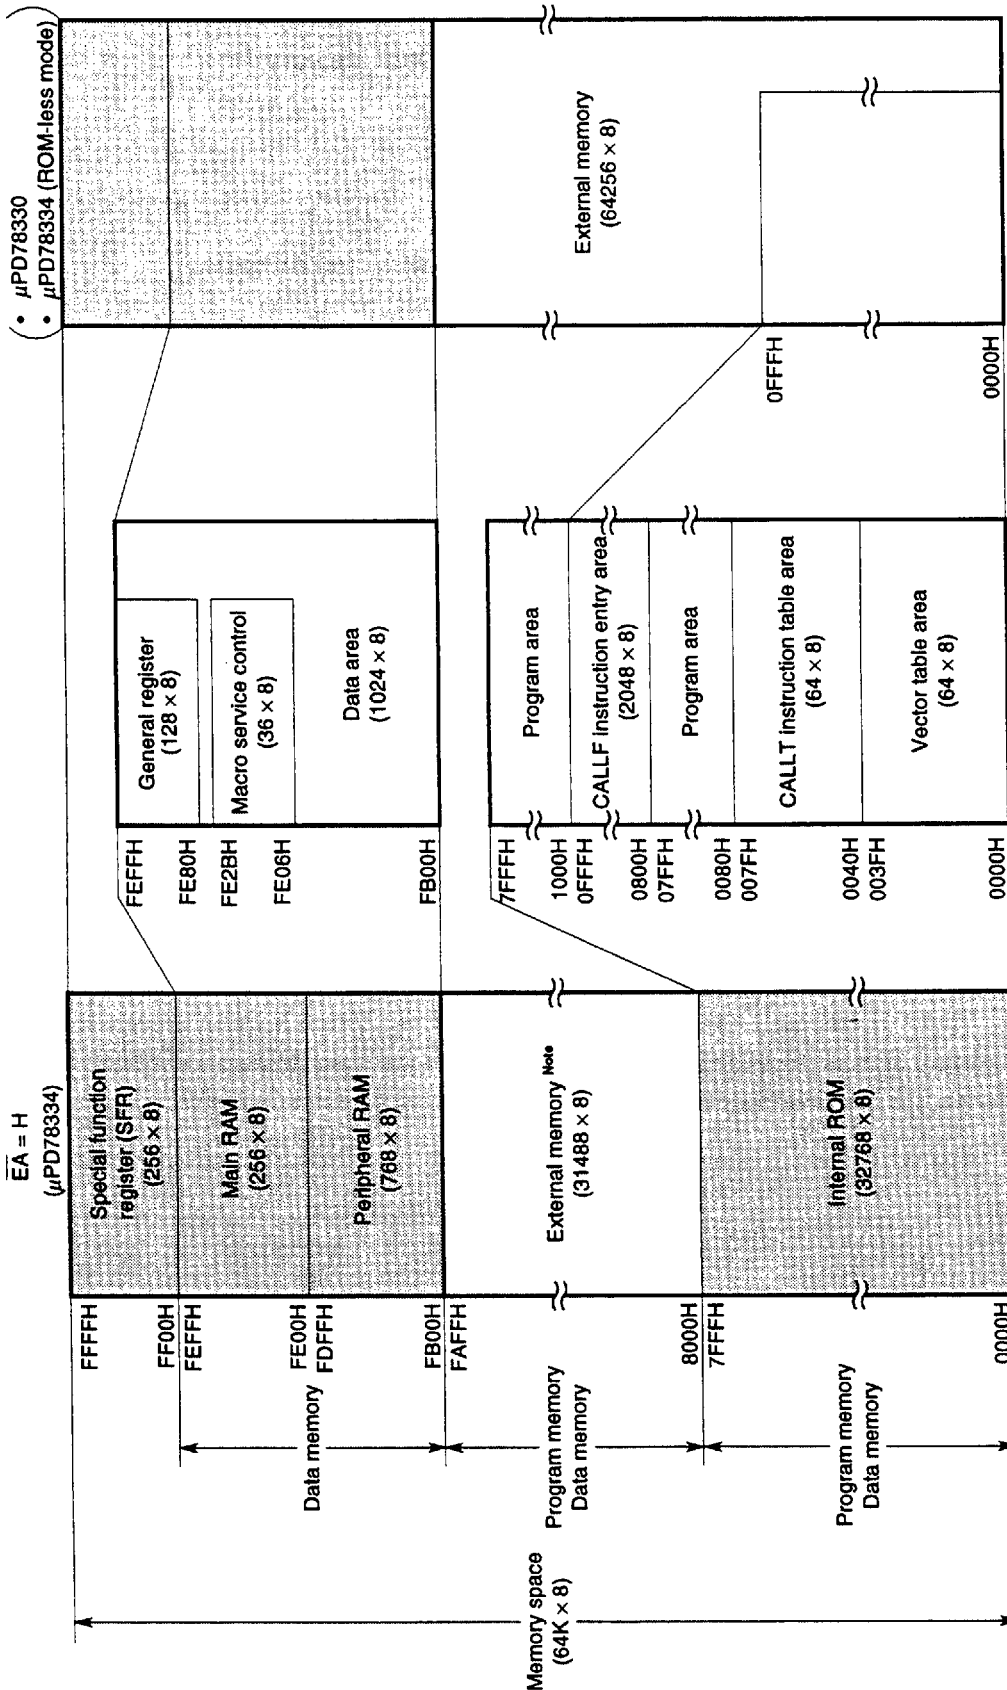 EA = H
(μPD78334)
FFFFH
FF00H
FEFFH
FE00H
FDFFH
FB00H
FAFFH
8000H
7FFFH
0000H
Special function
register (SFR)
(256 × 8)
Main RAM
(256 × 8)
Peripheral RAM
(768 × 8)
External memory Note
(31488 × 8)
Internal ROM
(32768 × 8)
Data memory
Program memory
Data memory
Program memory
Data memory
Memory space
(64K × 8)
FEFFH
FE80H
FE2BH
FE06H
FB00H
General register
(128 × 8)
Macro service control
(36 × 8)
Data area
(1024 × 8)
7FFFH
1000H
0FFFH
0800H
07FFH
0080H
007FH
0040H
003FH
0000H
Program area
CALLF Instruction entry area
(2048 × 8)
Program area
CALLT instruction table area
(64 × 8)
Vector table area
(64 × 8)
• μPD78330
• μPD78334 (ROM-less mode)
External memory
(64256 × 8)
0FFFH
0000H